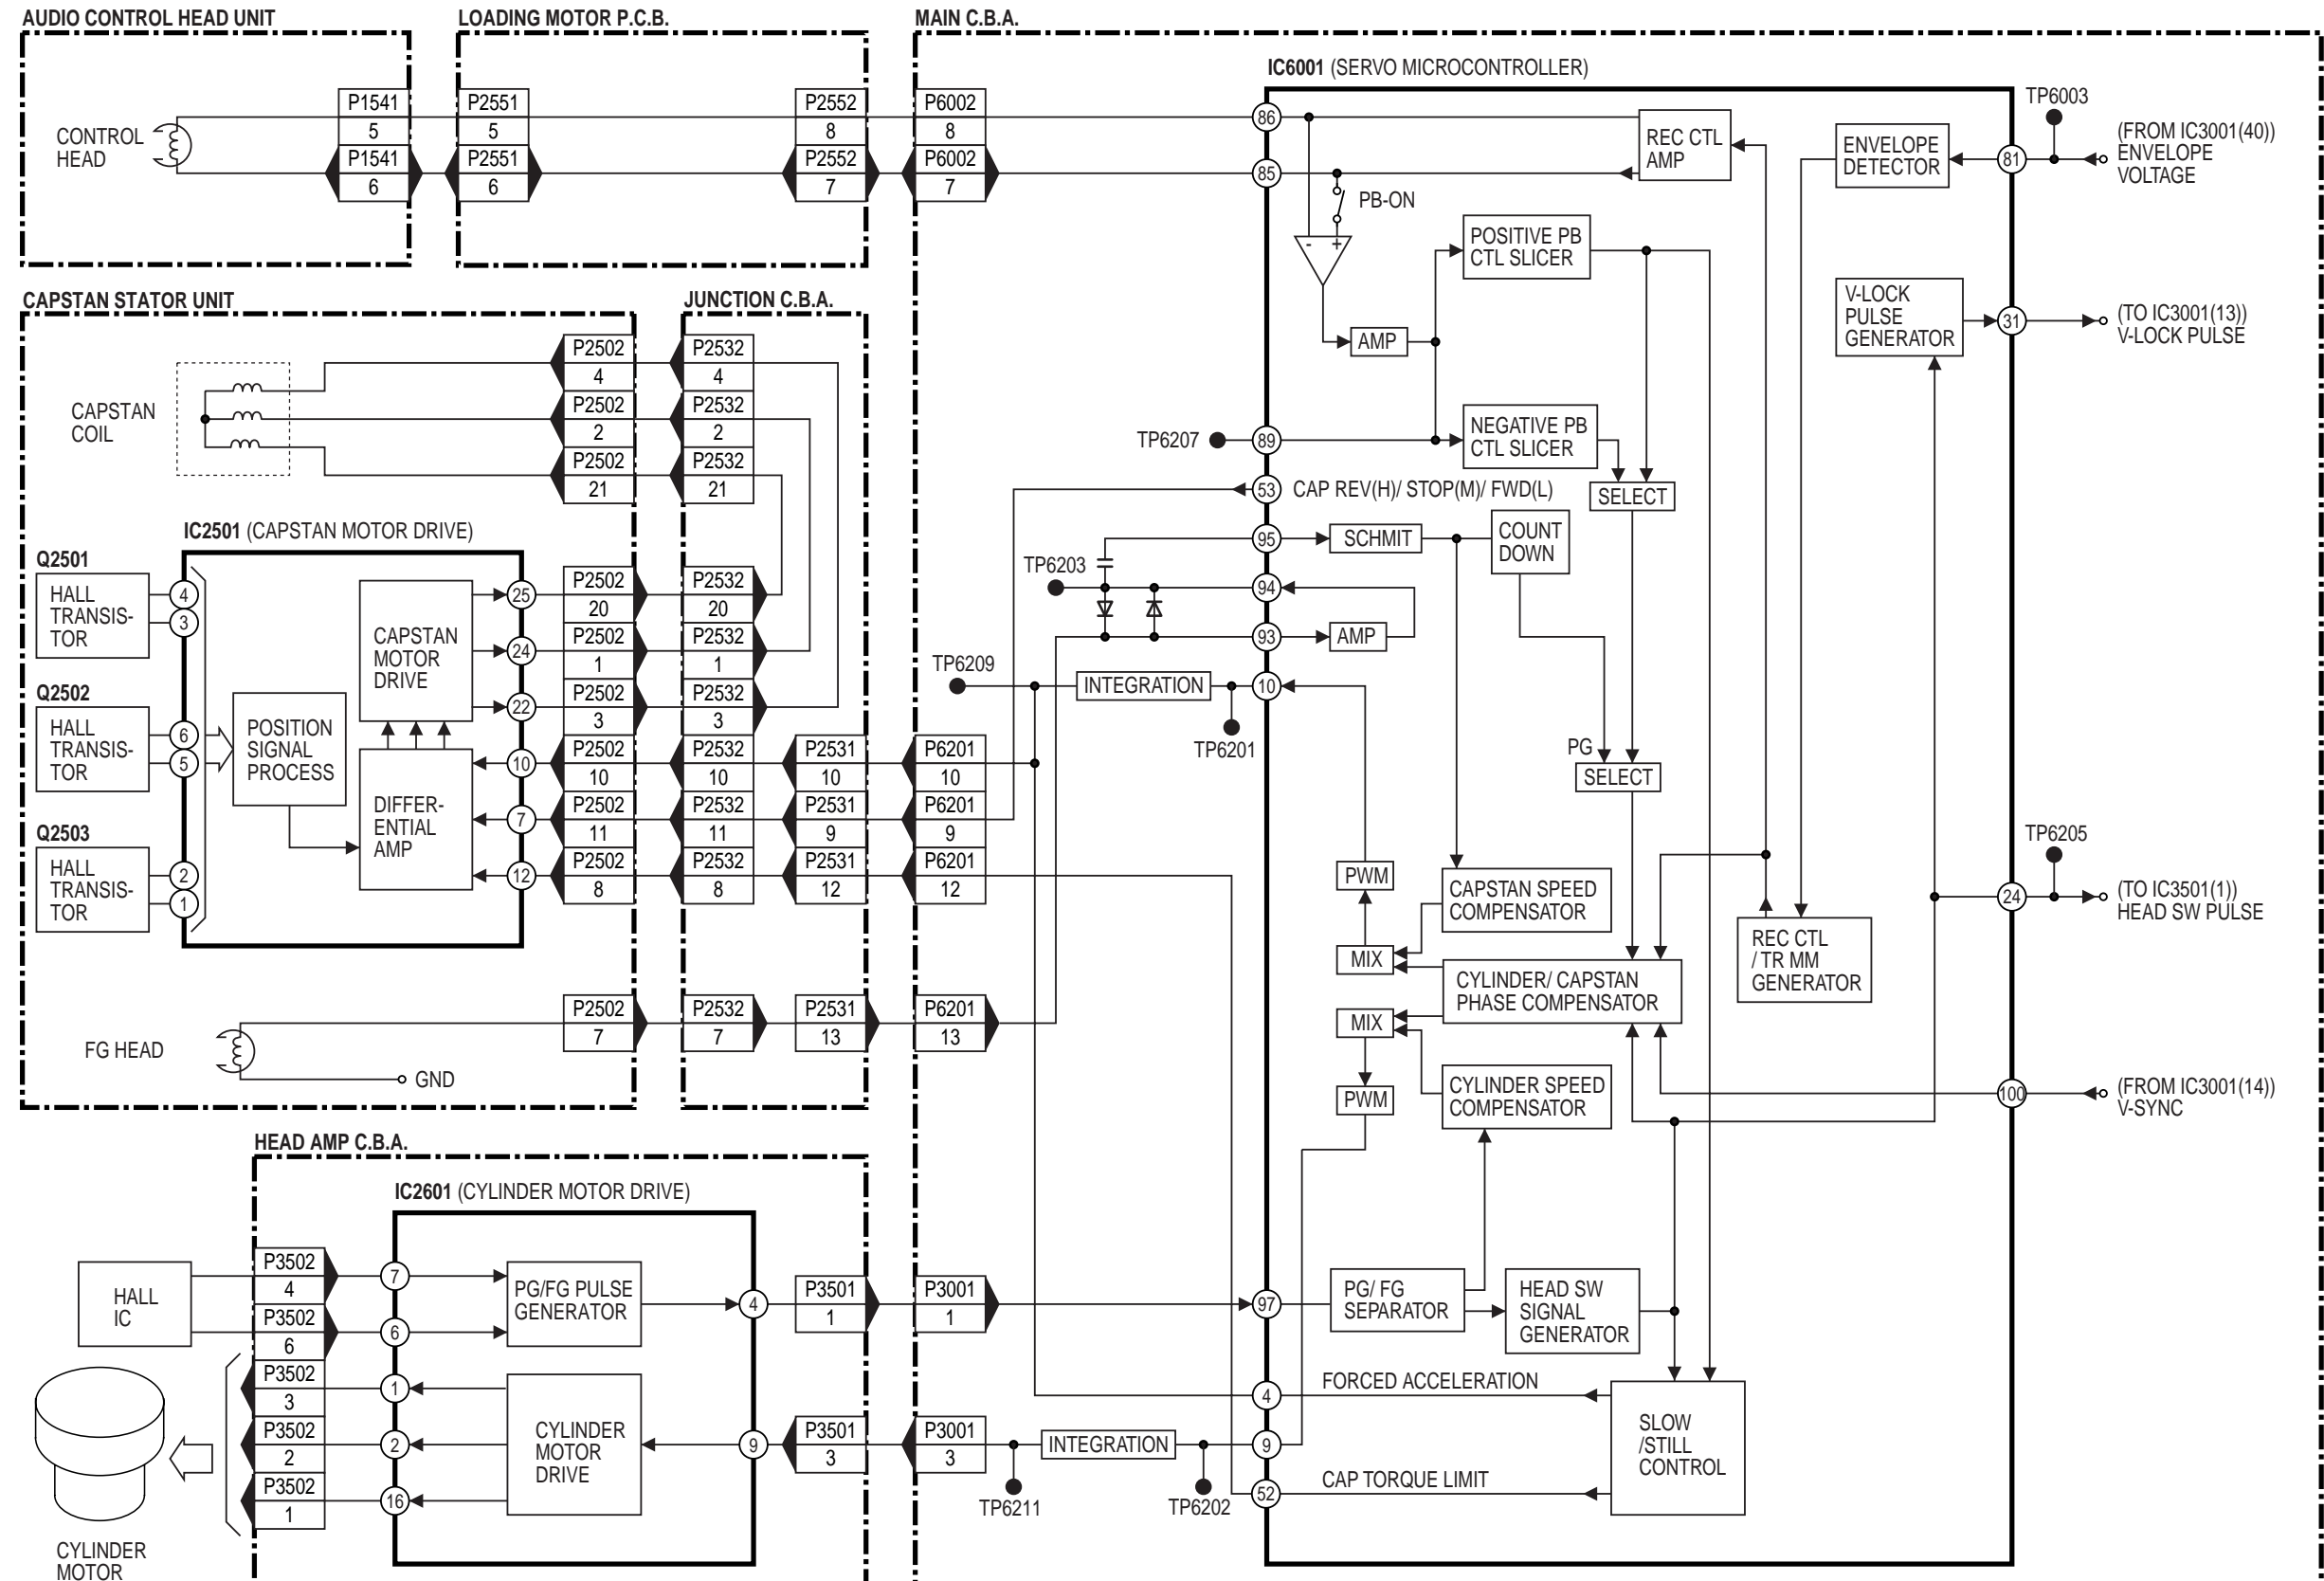 AUDIO CONTROL HEAD UNIT
LOADING MOTOR P.C.B.
MAIN C.B.A.
IC6001 (SERVO MICROCONTROLLER)
CONTROL
HEAD
P1541
5
P1541
6
P2551
5
P2551
6
P2552
8
P2552
7
P6002
8
P6002
7
86
85
PB-ON
- +
REC CTL
AMP
ENVELOPE
DETECTOR
81
TP6003
(FROM IC3001(40))
ENVELOPE
VOLTAGE
POSITIVE PB
CTL SLICER
AMP
NEGATIVE PB
CTL SLICER
SELECT
V-LOCK
PULSE
GENERATOR
31
(TO IC3001(13))
V-LOCK PULSE
TP6207
89
53
CAP REV(H)/ STOP(M)/ FWD(L)
95
SCHMIT
COUNT
DOWN
TP6203
94
93
AMP
TP6209
INTEGRATION
10
TP6201
PG
SELECT
CAPSTAN STATOR UNIT
JUNCTION C.B.A.
CAPSTAN
COIL
P2502
4
P2502
2
P2502
21
P2532
4
P2532
2
P2532
21
IC2501 (CAPSTAN MOTOR DRIVE)
Q2501
HALL
TRANSIS-
TOR
4
3
Q2502
HALL
TRANSIS-
TOR
6
5
Q2503
HALL
TRANSIS-
TOR
2
1
POSITION
SIGNAL
PROCESS
CAPSTAN
MOTOR
DRIVE
DIFFER-
ENTIAL
AMP
25
24
22
10
7
12
P2502
20
P2502
1
P2502
3
P2502
10
P2502
11
P2502
8
P2532
20
P2532
1
P2532
3
P2532
10
P2532
11
P2532
8
P2531
10
P2531
9
P2531
12
P6201
10
P6201
9
P6201
12
FG HEAD
GND
P2502
7
P2532
7
P2531
13
P6201
13
PWM
CAPSTAN SPEED
COMPENSATOR
MIX
CYLINDER/ CAPSTAN
PHASE COMPENSATOR
MIX
PWM
CYLINDER SPEED
COMPENSATOR
REC CTL
/ TR MM
GENERATOR
TP6205
24
(TO IC3501(1))
HEAD SW PULSE
100
(FROM IC3001(14))
V-SYNC
HEAD AMP C.B.A.
IC2601 (CYLINDER MOTOR DRIVE)
HALL
IC
P3502
4
P3502
6
P3502
3
P3502
2
P3502
1
7
6
1
2
16
PG/FG PULSE
GENERATOR
CYLINDER
MOTOR
DRIVE
4
9
P3501
1
P3501
3
P3001
1
P3001
3
CYLINDER
MOTOR
TP6211
INTEGRATION
TP6202
97
4
9
52
PG/ FG
SEPARATOR
HEAD SW
SIGNAL
GENERATOR
FORCED ACCELERATION
CAP TORQUE LIMIT
SLOW
/STILL
CONTROL